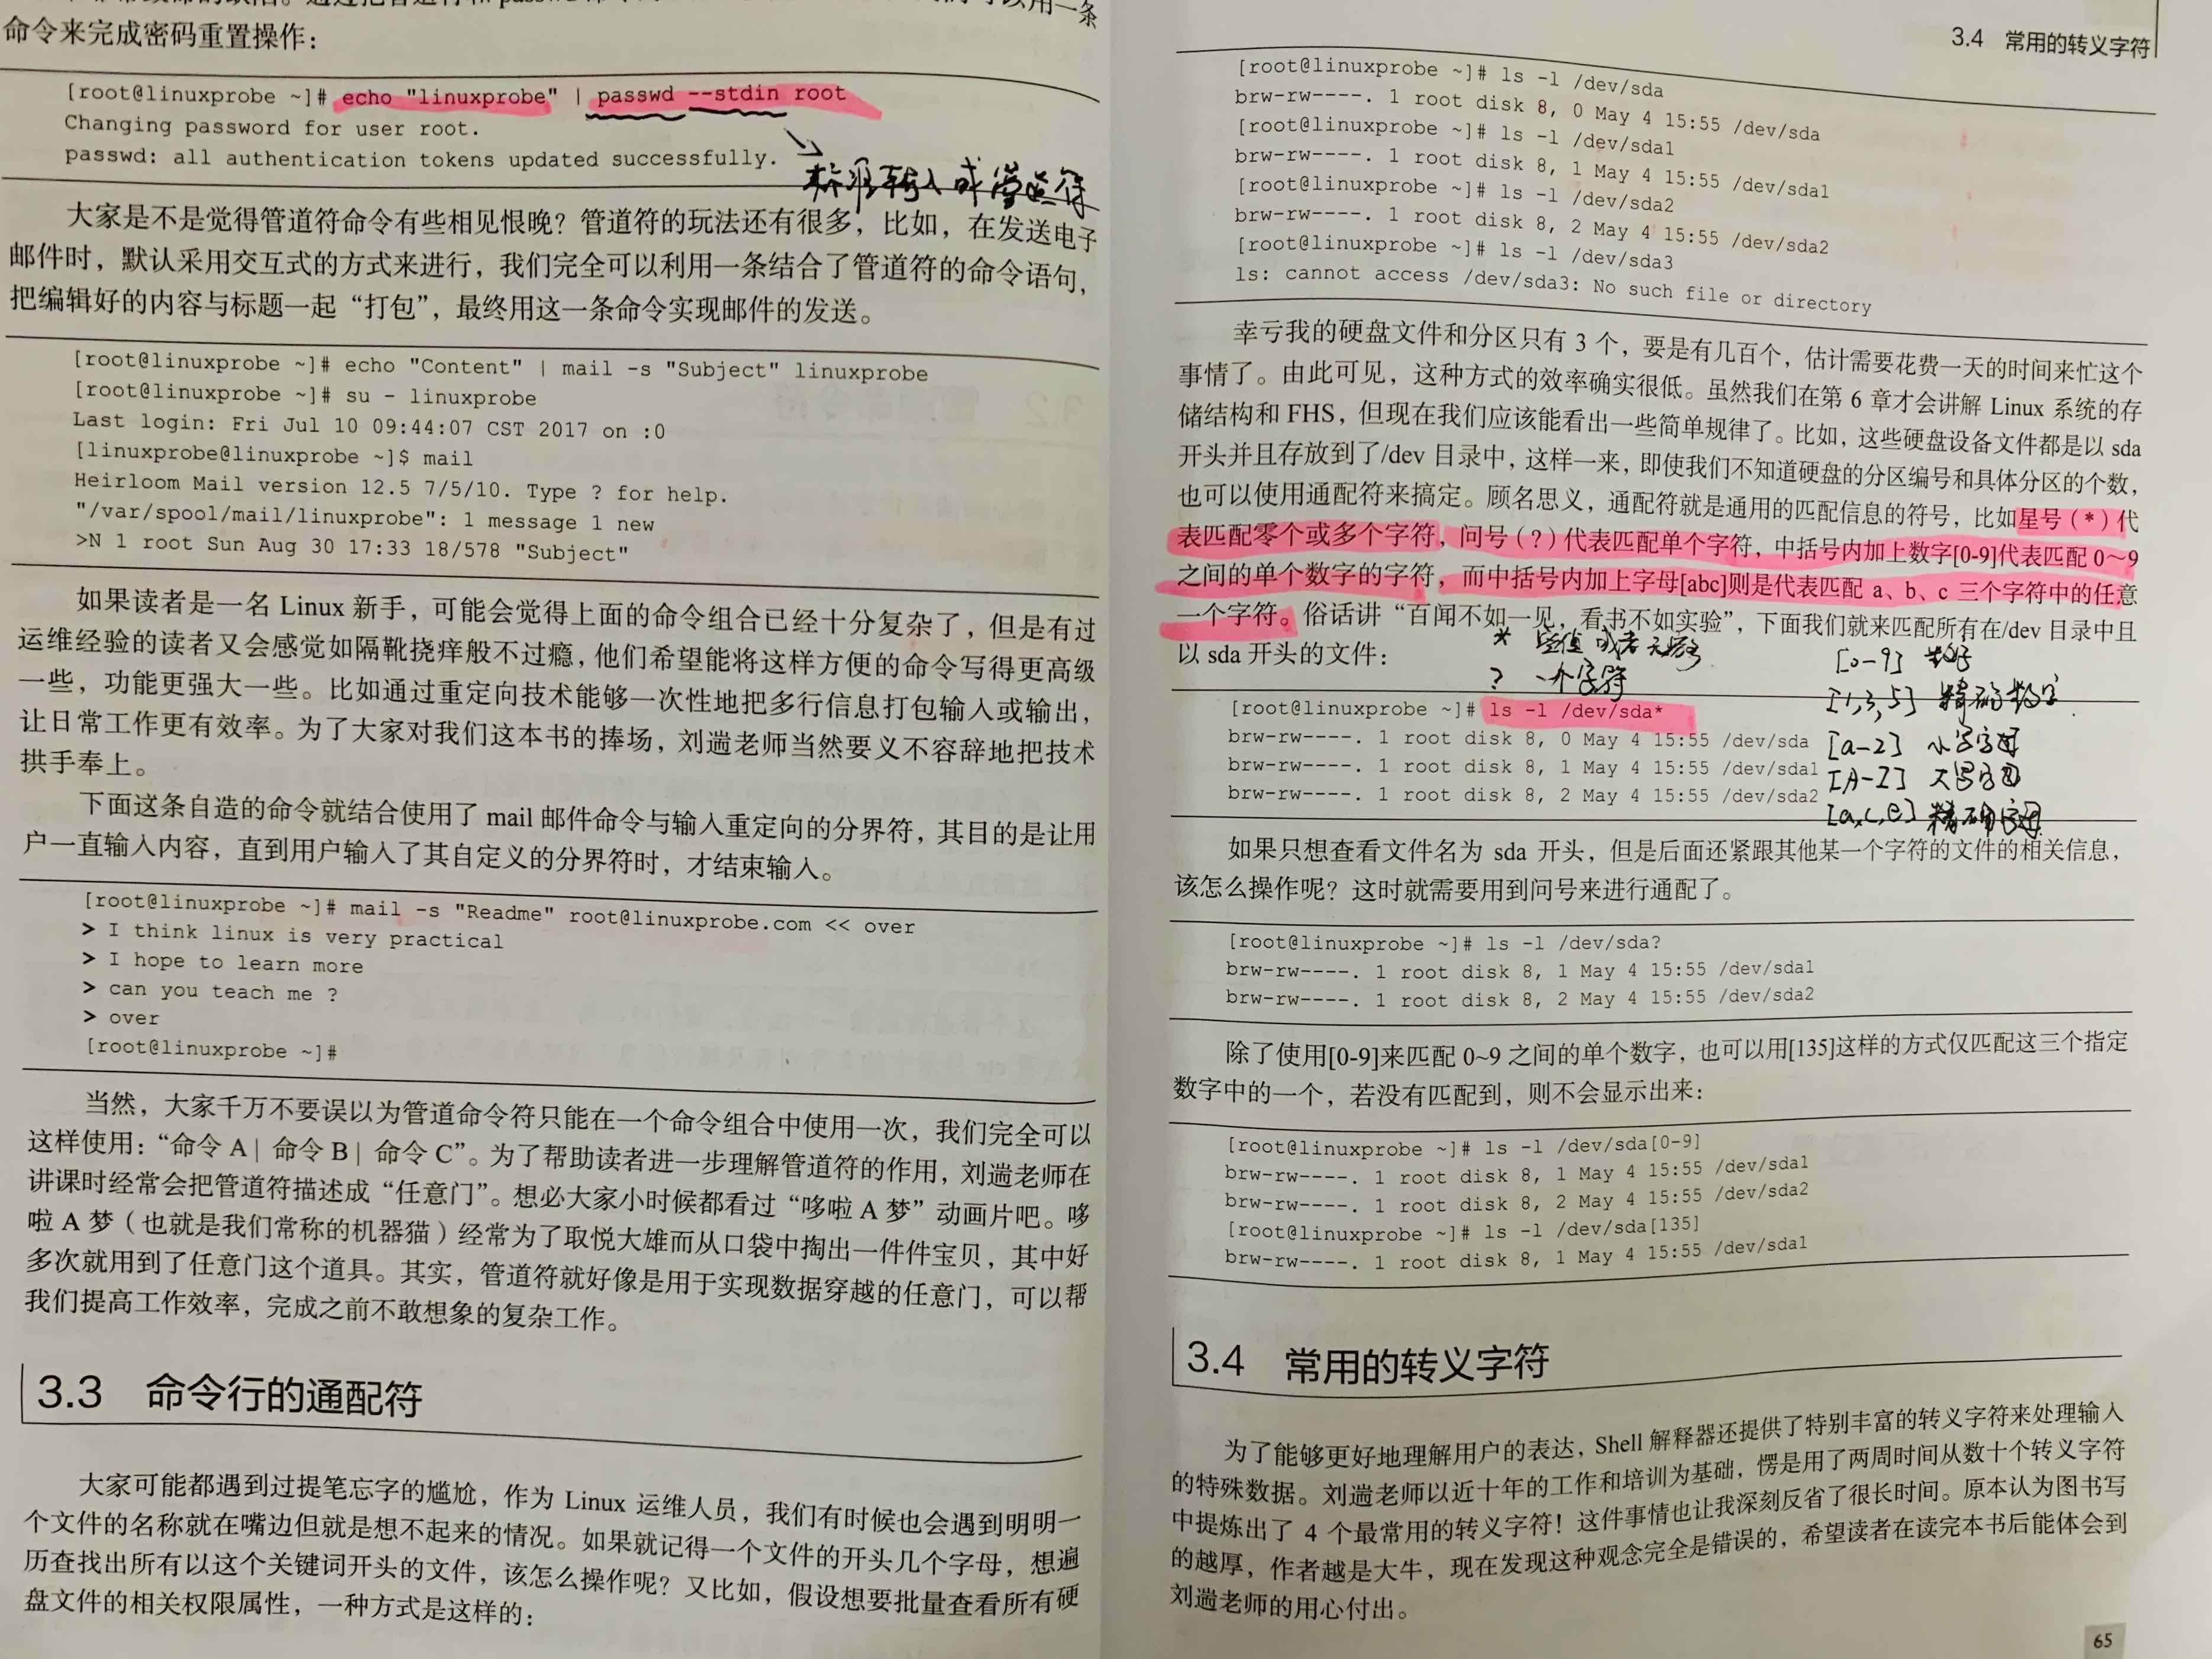 命令来完成密码重置操作：
[root@linuxprobe ~]# echo "linuxprobe" | passwd --stdin root
Changing password for user root.
passwd: all authentication tokens updated successfully.
标准输入或管道符
大家是不是觉得管道符命令有些相见恨晚？管道符的玩法还有很多，比如，在发送电子
邮件时，默认采用交互式的方式来进行，我们完全可以利用一条结合了管道符的命令语句，
把编辑好的内容与标题一起“打包”，最终用这一条命令实现邮件的发送。
[root@linuxprobe ~]# echo "Content" | mail -s "Subject" linuxprobe
[root@linuxprobe ~]# su - linuxprobe
Last login: Fri Jul 10 09:44:07 CST 2017 on :0
[linuxprobe@linuxprobe ~]$ mail
Heirloom Mail version 12.5 7/5/10. Type ? for help.
"/var/spool/mail/linuxprobe": 1 message 1 new
>N 1 root Sun Aug 30 17:33 18/578 "Subject"
如果读者是一名 Linux 新手，可能会觉得上面的命令组合已经十分复杂了，但是有过
运维经验的读者又会感觉如隔靴挠痒般不过瘾，他们希望能将这样方便的命令写得更高级
一些，功能更强大一些。比如通过重定向技术能够一次性地把多行信息打包输入或输出，
让日常工作更有效率。为了大家对我们这本书的捧场，刘遄老师当然要义不容辞地把技术
拱手奉上。
下面这条自造的命令就结合使用了 mail 邮件命令与输入重定向的分界符，其目的是让用
户一直输入内容，直到用户输入了其自定义的分界符时，才结束输入。
[root@linuxprobe ~]# mail -s "Readme" root@linuxprobe.com << over
> I think linux is very practical
> I hope to learn more
> can you teach me ?
> over
[root@linuxprobe ~]#
当然，大家千万不要误以为管道命令符只能在一个命令组合中使用一次，我们完全可以
这样使用：“命令 A | 命令 B | 命令 C”。为了帮助读者进一步理解管道符的作用，刘遄老师在
讲课时经常会把管道符描述成“任意门”。想必大家小时候都看过“哆啦 A 梦”动画片吧。哆
啦 A 梦（也就是我们常称的机器猫）经常为了取悦大雄而从口袋中掏出一件件宝贝，其中好
多次就用到了任意门这个道具。其实，管道符就好像是用于实现数据穿越的任意门，可以帮
我们提高工作效率，完成之前不敢想象的复杂工作。
3.3 命令行的通配符
大家可能都遇到过提笔忘字的尴尬，作为 Linux 运维人员，我们有时候也会遇到明明一
个文件的名称就在嘴边但就是想不起来的情况。如果就记得一个文件的开头几个字母，想遍
历查找出所有以这个关键词开头的文件，该怎么操作呢？又比如，假设想要批量查看所有硬
盘文件的相关权限属性，一种方式是这样的：
3.4 常用的转义字符
[root@linuxprobe ~]# ls -l /dev/sda
brw-rw----. 1 root disk 8, 0 May 4 15:55 /dev/sda
[root@linuxprobe ~]# ls -l /dev/sda1
brw-rw----. 1 root disk 8, 1 May 4 15:55 /dev/sda1
[root@linuxprobe ~]# ls -l /dev/sda2
brw-rw----. 1 root disk 8, 2 May 4 15:55 /dev/sda2
[root@linuxprobe ~]# ls -l /dev/sda3
ls: cannot access /dev/sda3: No such file or directory
幸亏我的硬盘文件和分区只有 3 个，要是有几百个，估计需要花费一天的时间来忙这个
事情了。由此可见，这种方式的效率确实很低。虽然我们在第 6 章才会讲解 Linux 系统的存
储结构和 FHS，但现在我们应该能看出一些简单规律了。比如，这些硬盘设备文件都是以 sda
开头并且存放到了/dev 目录中，这样一来，即使我们不知道硬盘的分区编号和具体分区的个数，
也可以使用通配符来搞定。顾名思义，通配符就是通用的匹配信息的符号，比如星号（*）代
表匹配零个或多个字符，问号（?）代表匹配单个字符，中括号内加上数字[0-9]代表匹配 0～9
之间的单个数字的字符，而中括号内加上字母[abc]则是代表匹配 a、b、c 三个字符中的任意
一个字符。俗话讲“百闻不如一见，看书不如实验”，下面我们就来匹配所有在/dev 目录中且
以 sda 开头的文件：
* 空值或者无穷
? 一个字符
[0-9] 数字
[1,3,5] 精确数字
[root@linuxprobe ~]# ls -l /dev/sda*
brw-rw----. 1 root disk 8, 0 May 4 15:55 /dev/sda
brw-rw----. 1 root disk 8, 1 May 4 15:55 /dev/sda1
brw-rw----. 1 root disk 8, 2 May 4 15:55 /dev/sda2
[a-z] 小写字母
[A-Z] 大写字母
[a,c,e] 精确字母
如果只想查看文件名为 sda 开头，但是后面还紧跟其他某一个字符的文件的相关信息，
该怎么操作呢？这时就需要用到问号来进行通配了。
[root@linuxprobe ~]# ls -l /dev/sda?
brw-rw----. 1 root disk 8, 1 May 4 15:55 /dev/sda1
brw-rw----. 1 root disk 8, 2 May 4 15:55 /dev/sda2
除了使用[0-9]来匹配 0~9 之间的单个数字，也可以用[135]这样的方式仅匹配这三个指定
数字中的一个，若没有匹配到，则不会显示出来：
[root@linuxprobe ~]# ls -l /dev/sda[0-9]
brw-rw----. 1 root disk 8, 1 May 4 15:55 /dev/sda1
brw-rw----. 1 root disk 8, 2 May 4 15:55 /dev/sda2
[root@linuxprobe ~]# ls -l /dev/sda[135]
brw-rw----. 1 root disk 8, 1 May 4 15:55 /dev/sda1
3.4 常用的转义字符
为了能够更好地理解用户的表达，Shell 解释器还提供了特别丰富的转义字符来处理输入
的特殊数据。刘遄老师以近十年的工作和培训为基础，愣是用了两周时间从数十个转义字符
中提炼出了 4 个最常用的转义字符！这件事情也让我深刻反省了很长时间。原本认为图书写
的越厚，作者越是大牛，现在发现这种观念完全是错误的，希望读者在读完本书后能体会到
刘遄老师的用心付出。
65